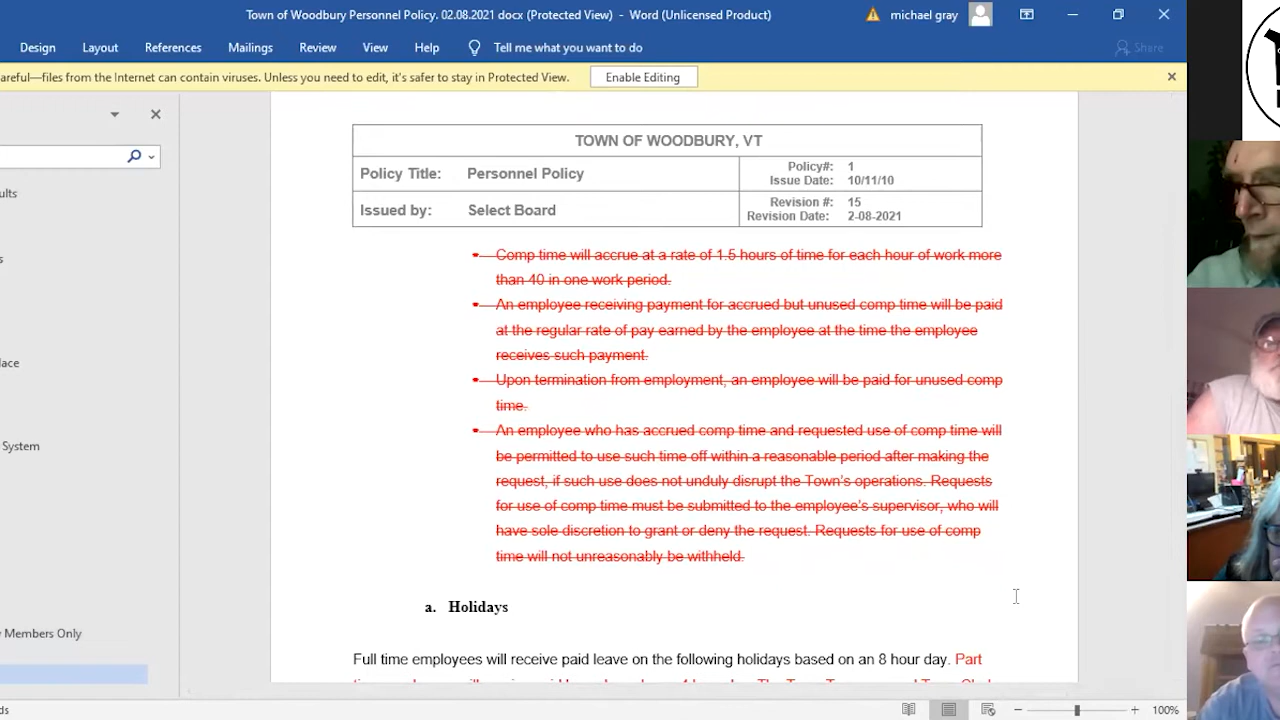 Town of Woodbury Personnel Policy. 02.08.2021 docx (Protected View) - Word (Unlicensed Product)
michael gray
Design Layout References Mailings Review View Help Tell me what you want to do Share
areful—files from the Internet can contain viruses. Unless you need to edit, it's safer to stay in Protected View. Enable Editing
TOWN OF WOODBURY, VT
Policy Title: Personnel Policy
Policy#: 1
Issue Date: 10/11/10
Issued by: Select Board
Revision #: 15
Revision Date: 2-08-2021
ults
s
lace
System
y Members Only
• Comp time will accrue at a rate of 1.5 hours of time for each hour of work more
than 40 in one work period.
• An employee receiving payment for accrued but unused comp time will be paid
at the regular rate of pay earned by the employee at the time the employee
receives such payment.
• Upon termination from employment, an employee will be paid for unused comp
time.
• An employee who has accrued comp time and requested use of comp time will
be permitted to use such time off within a reasonable period after making the
request, if such use does not unduly disrupt the Town's operations. Requests
for use of comp time must be submitted to the employee's supervisor, who will
have sole discretion to grant or deny the request. Requests for use of comp
time will not unreasonably be withheld.
a. Holidays
Full time employees will receive paid leave on the following holidays based on an 8 hour day. Part
ds
100%